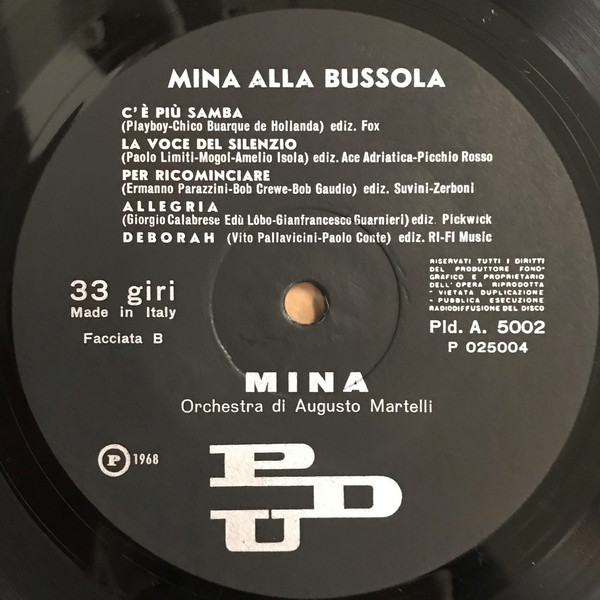 MINA ALLA BUSSOLA
C'È PIÙ SAMBA
(Playboy-Chico Buarque de Hollanda) ediz. Fox
LA VOCE DEL SILENZIO
(Paolo Limiti-Mogol-Amelio Isola) ediz. Ace Adriatica-Picchio Rosso
PER RICOMINCIARE
(Ermanno Parazzini-Bob Crewe-Bob Gaudio) ediz. Suvini-Zerboni
ALLEGRIA
(Giorgio Calabrese Edù Lôbo-Gianfrancesco Guarnieri) ediz. Pickwick
DEBORAH (Vito Pallavicini-Paolo Conte) ediz. RI-FI Music
33 giri
Made in Italy
Facciata B
RISERVATI TUTTI I DIRITTI
DEL PRODUTTORE FONO-
GRAFICO E PROPRIETARIO
DELL'OPERA RIPRODOTTA
- VIETATA DUPLICAZIONE
- PUBBLICA ESECUZIONE
RADIODIFFUSIONE DEL DISCO
Pld. A. 5002
P 025004
MINA
Orchestra di Augusto Martelli
P 1968
PDU